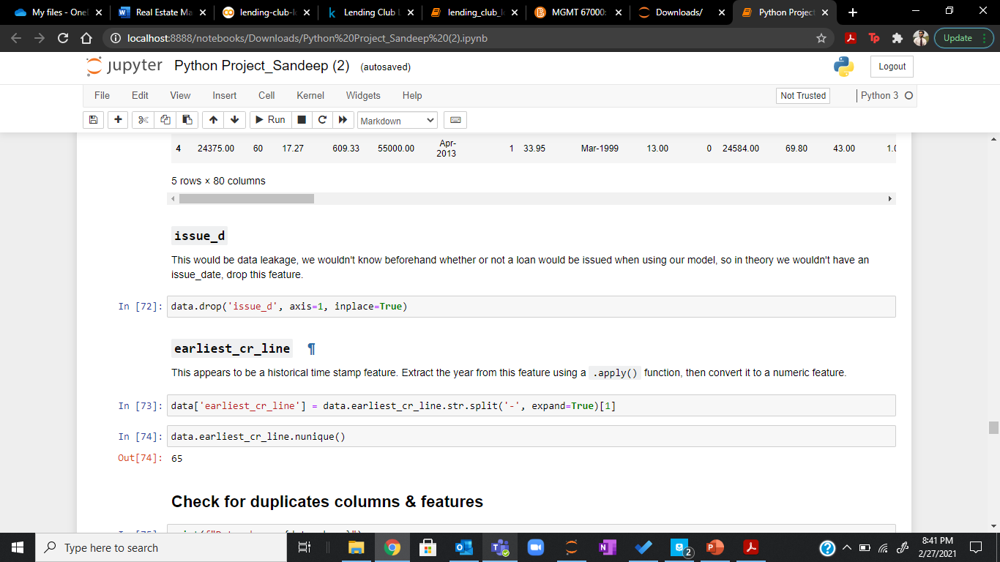 My files - OneD
Real Estate Ma
lending-club-lo
Lending Club L
lending_club_lo
MGMT 67000:
Downloads/
Python Project
localhost:8888/notebooks/Downloads/Python%20Project_Sandeep%20(2).ipynb
Tp
Update
jupyter Python Project_Sandeep (2) (autosaved)
Logout
File Edit View Insert Cell Kernel Widgets Help
Not Trusted
Python 3
Run
Markdown
4 24375.00 60 17.27 609.33 55000.00 Apr-
2013 1 33.95 Mar-1999 13.00 0 24584.00 69.80 43.00 1.0
5 rows × 80 columns
issue_d
This would be data leakage, we wouldn't know beforehand whether or not a loan would be issued when using our model, so in theory we wouldn't have an
issue_date, drop this feature.
In [72]: data.drop('issue_d', axis=1, inplace=True)
earliest_cr_line ¶
This appears to be a historical time stamp feature. Extract the year from this feature using a .apply() function, then convert it to a numeric feature.
In [73]: data['earliest_cr_line'] = data.earliest_cr_line.str.split('-', expand=True)[1]
In [74]: data.earliest_cr_line.nunique()
Out[74]: 65
Check for duplicates columns & features
Type here to search
2
8:41 PM
2/27/2021